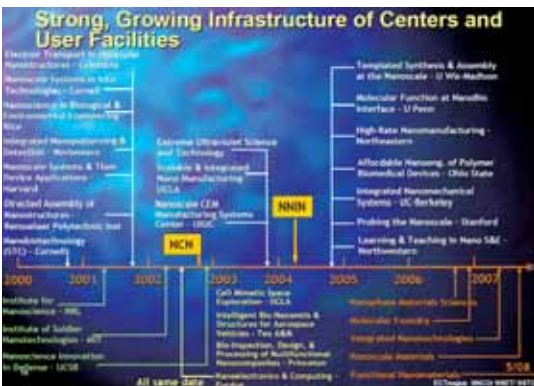 Strong, Growing Infrastructure of Centers and
User Facilities
Electron Transport in Molecular
Nanostructures - Columbia
Nanoscale Systems in Info
Technologies - Cornell
Nanoscience in Biological &
Environmental Engineering
Rice
Integrated Nanopatterning &
Detection - Northwestern
Nanoscale Systems & Their
Device Applications -
Harvard
Directed Assembly of
Nanostructures -
Rensselaer Polytechnic Inst
Nanobiotechnology
(STC) - Cornell
Extreme Ultraviolet Science
and Technology
Scalable & Integrated
Nano Manufacturing
UCLA
Nanoscale CEM
Manufacturing Systems
Center - UIUC
NCN
NNIN
Templated Synthesis & Assembly
at the Nanoscale - U Wis-Madison
Molecular Function at NanoBio
Interface - U Penn
High-Rate Nanomanufacturing -
Northeastern
Affordable Nanoeng. of Polymer
Biomedical Devices - Ohio State
Integrated Nanomechanical
Systems - UC-Berkeley
Probing the Nanoscale - Stanford
Learning & Teaching in Nano S&E -
Northwestern
2000 2001 2002 2003 2004 2005 2006 2007
Institute for
Nanoscience - NRL
Institute of Soldier
Nanotechnologies - MIT
Nanoscience Innovation
in Defense - UCSB
Cell Mimetic Space
Exploration - UCLA
Intelligent Bio-Nanomtls &
Structures for Aerospace
Vehicles - Tex A&M
Bio-Inspection, Design, &
Processing of Multifunctional
Nanocomposites - Princeton
Nanoelectronics & Computing -
Purdue
All same date
Nanophase Materials Sciences
Molecular Foundry
Integrated Nanotechnologies
Nanoscale Materials
Functional Nanomaterials
5/08